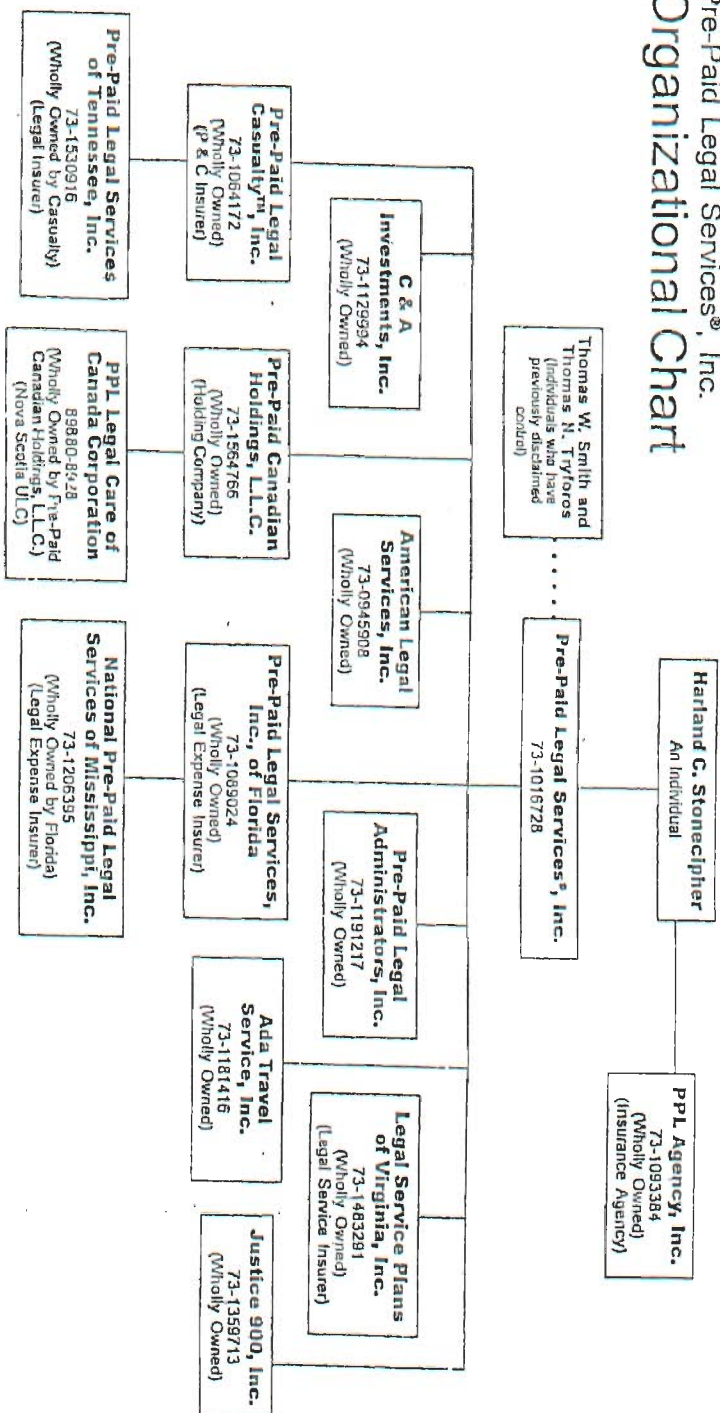 Pre-Paid Legal Services®, Inc.
Organizational Chart
Harland C. Stonecipher
An Individual
PPL Agency, Inc.
73-1093384
(Wholly Owned)
(Insurance Agency)
Thomas W. Smith and
Thomas N. Tryforos
(Individuals who have
previously disclaimed
control)
Pre-Paid Legal Services®, Inc.
73-1016728
C & A
Investments, Inc.
73-1129994
(Wholly Owned)
American Legal
Services, Inc.
73-0945908
(Wholly Owned)
Pre-Paid Legal
Administrators, Inc.
73-1191217
(Wholly Owned)
Legal Service Plans
of Virginia, Inc.
73-1483291
(Wholly Owned)
(Legal Service Insurer)
Pre-Paid Legal
Casualty™, Inc.
73-1064172
(Wholly Owned)
(P & C Insurer)
Pre-Paid Canadian
Holdings, L.L.C.
73-1564766
(Wholly Owned)
(Holding Company)
Pre-Paid Legal Services,
Inc., of Florida
73-1089024
(Wholly Owned)
(Legal Expense Insurer)
Ada Travel
Service, Inc.
73-1181416
(Wholly Owned)
Justice 900, Inc.
73-1359713
(Wholly Owned)
Pre-Paid Legal Services
of Tennessee, Inc.
73-1530916
(Wholly Owned by Casualty)
(Legal Insurer)
PPL Legal Care of
Canada Corporation
(Wholly Owned by Pre-Paid
Canadian Holdings, L.L.C.)
(Nova Scotia ULC)
National Pre-Paid Legal
Services of Mississippi, Inc.
73-1206395
(Wholly Owned by Florida)
(Legal Expense Insurer)